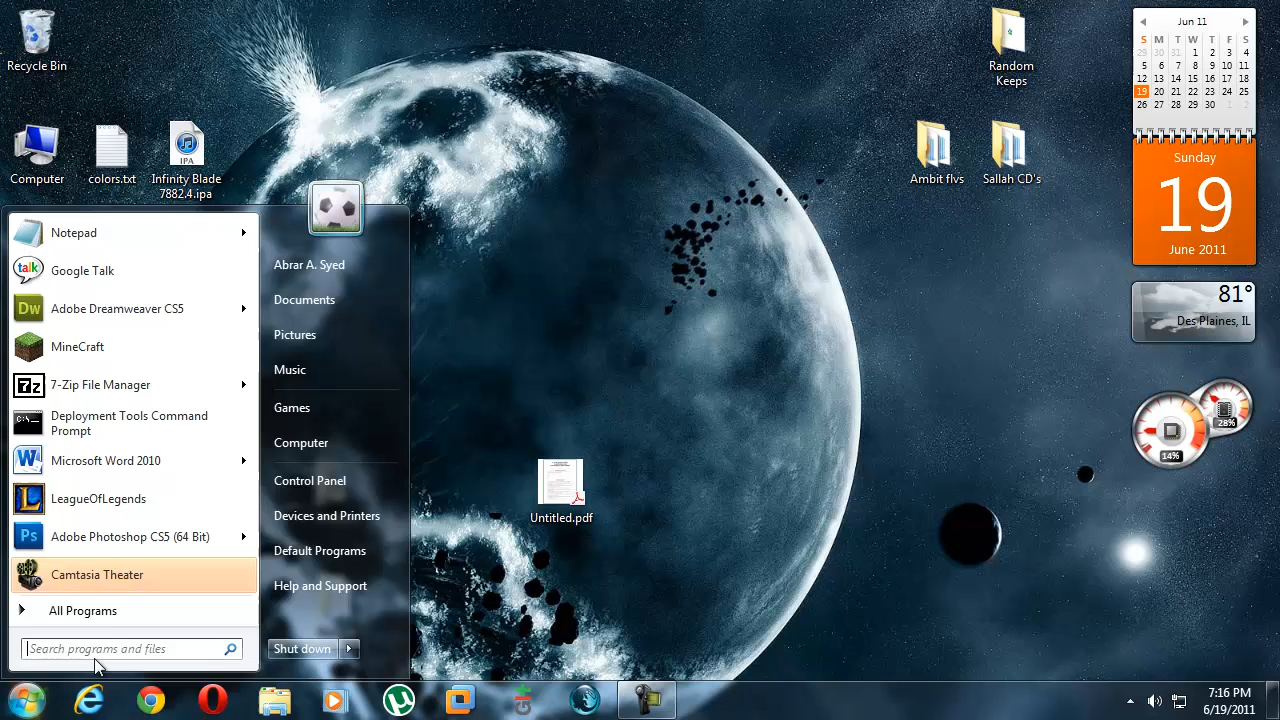 Recycle Bin
Computer
colors.txt
Infinity Blade
7882.4.ipa
IPA
Random
Keeps
Ambit flvs
Sallah CD's
Jun 11
S M T W T F S
29 30 31 1 2 3 4
5 6 7 8 9 10 11
12 13 14 15 16 17 18
19 20 21 22 23 24 25
26 27 28 29 30 1 2
Sunday
19
June 2011
81°
Des Plaines, IL
28%
14%
Untitled.pdf
Notepad
talk
Google Talk
Dw
Adobe Dreamweaver CS5
MineCraft
7z
7-Zip File Manager
C:\_
Deployment Tools Command
Prompt
W
Microsoft Word 2010
L
LeagueOfLegends
Ps
Adobe Photoshop CS5 (64 Bit)
Camtasia Theater
All Programs
Search programs and files
Abrar A. Syed
Documents
Pictures
Music
Games
Computer
Control Panel
Devices and Printers
Default Programs
Help and Support
Shut down
7:16 PM
6/19/2011